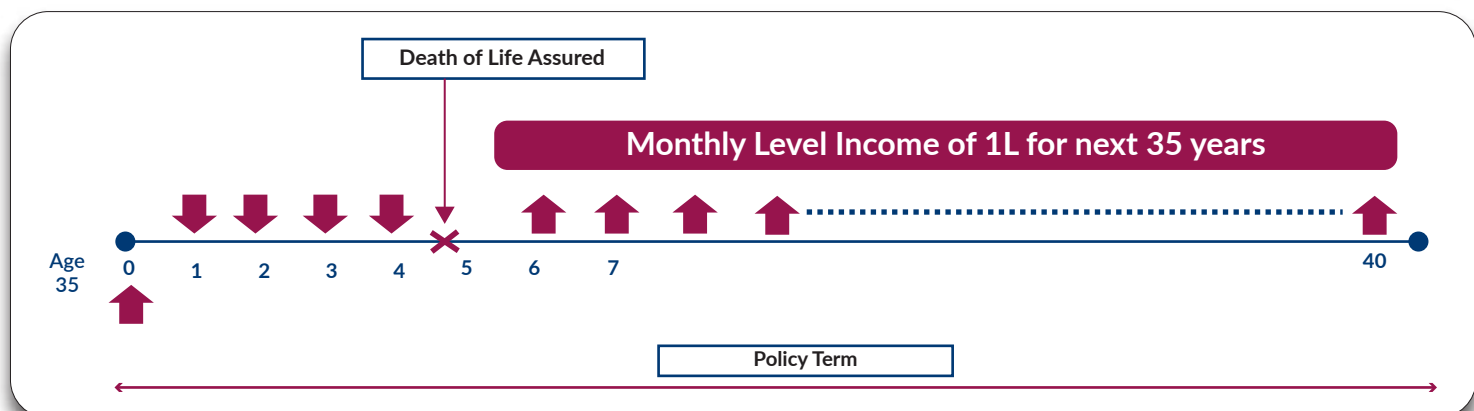 Death of Life Assured
Monthly Level Income of 1L for next 35 years
Age
35
0 1 2 3 4 5 6 7 40
Policy Term